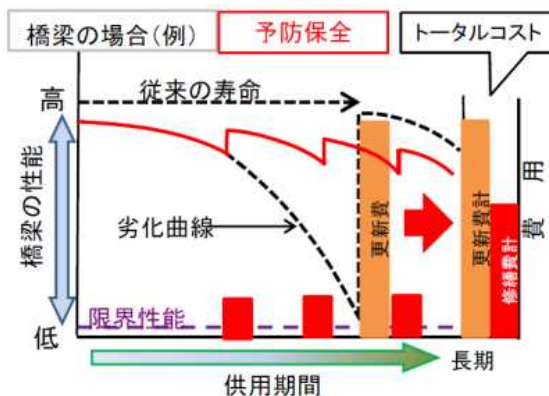 橋梁の場合(例)
予防保全
トータルコスト
高
従来の寿命
橋梁の性能
劣化曲線
更新費
更新費計
修繕費計
費用
限界性能
低
長期
供用期間